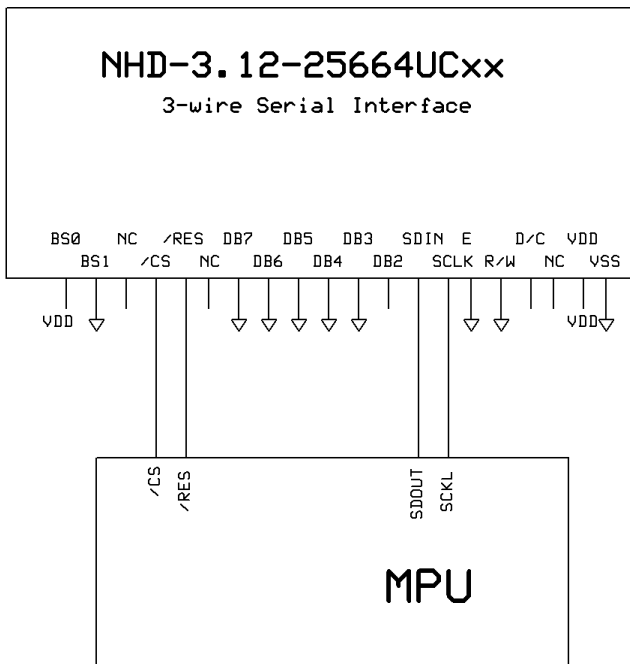 NHD-3.12-25664UCxx
3-wire Serial Interface
BS0 NC /RES DB7 DB5 DB3 SDIN E D/C VDD
BS1 /CS NC DB6 DB4 DB2 SCLK R/W NC VSS
VDD VDD
/CS /RES SDOUT SCKL
MPU